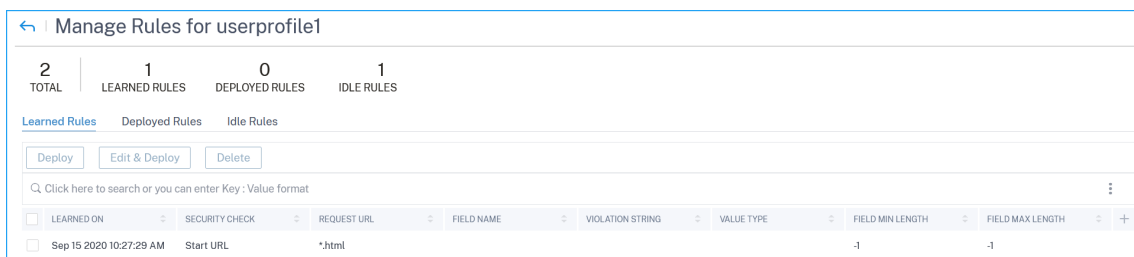 Manage Rules for userprofile1
2 1 0 1
TOTAL LEARNED RULES DEPLOYED RULES IDLE RULES
Learned Rules Deployed Rules Idle Rules
Deploy Edit & Deploy Delete
Click here to search or you can enter Key : Value format
LEARNED ON SECURITY CHECK REQUEST URL FIELD NAME VIOLATION STRING VALUE TYPE FIELD MIN LENGTH FIELD MAX LENGTH
Sep 15 2020 10:27:29 AM Start URL *.html -1 -1